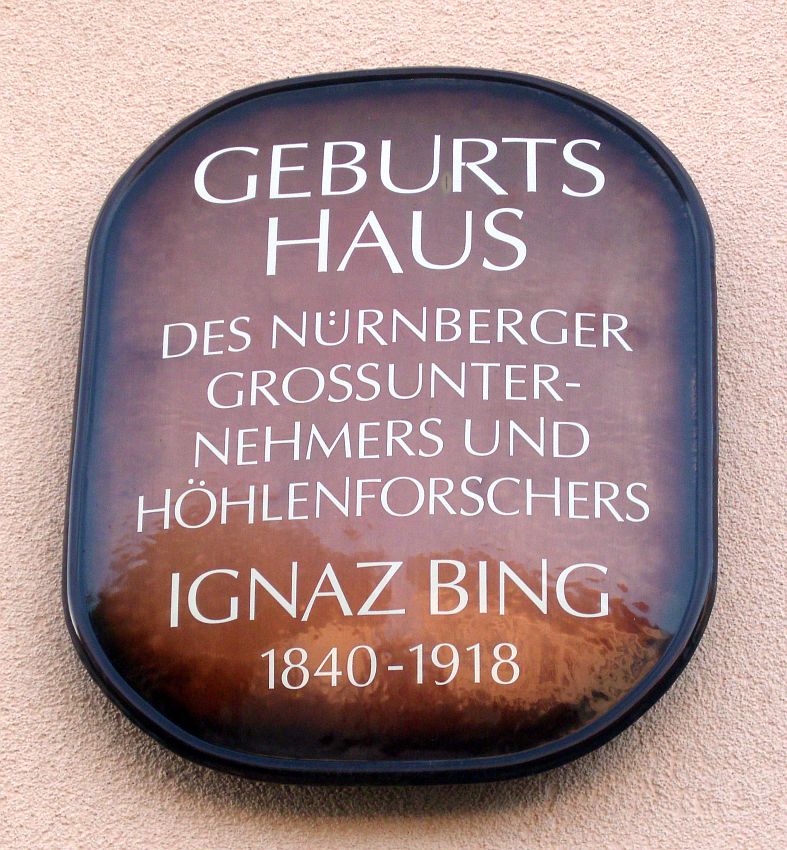 GEBURTS
HAUS
DES NÜRNBERGER
GROSSUNTER-
NEHMERS UND
HÖHLENFORSCHERS
IGNAZ BING
1840-1918